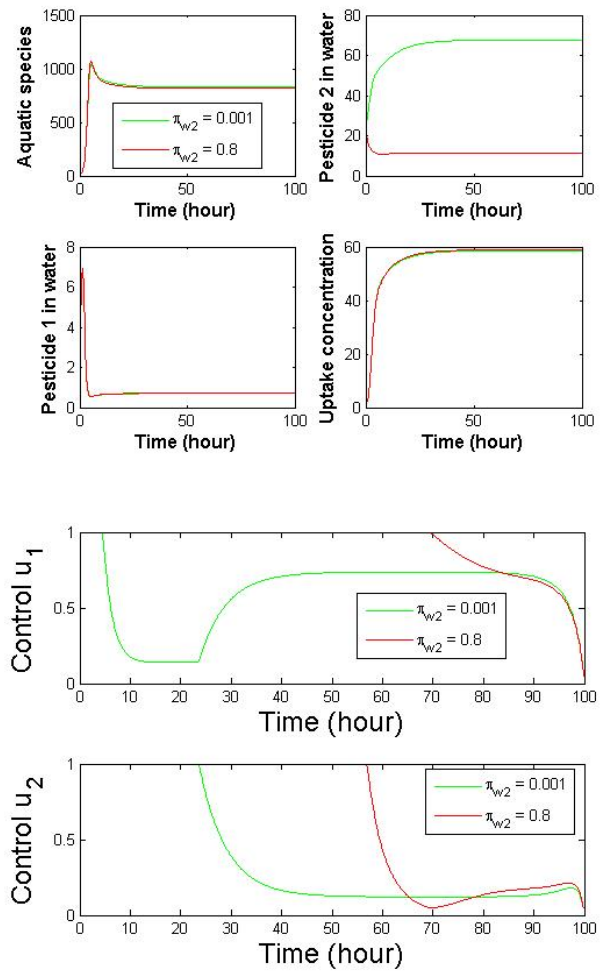 Aquatic species
1500
1000
500
0
0 50 100
Time (hour)
π_w2 = 0.001
π_w2 = 0.8
Pesticide 2 in water
80
60
40
20
0
0 50 100
Time (hour)
Pesticide 1 in water
8
6
4
2
0
0 50 100
Time (hour)
Uptake concentration
60
40
20
0
0 50 100
Time (hour)
Control u_1
1
0.5
0
0 10 20 30 40 50 60 70 80 90 100
Time (hour)
π_w2 = 0.001
π_w2 = 0.8
Control u_2
1
0.5
0
0 10 20 30 40 50 60 70 80 90 100
Time (hour)
π_w2 = 0.001
π_w2 = 0.8